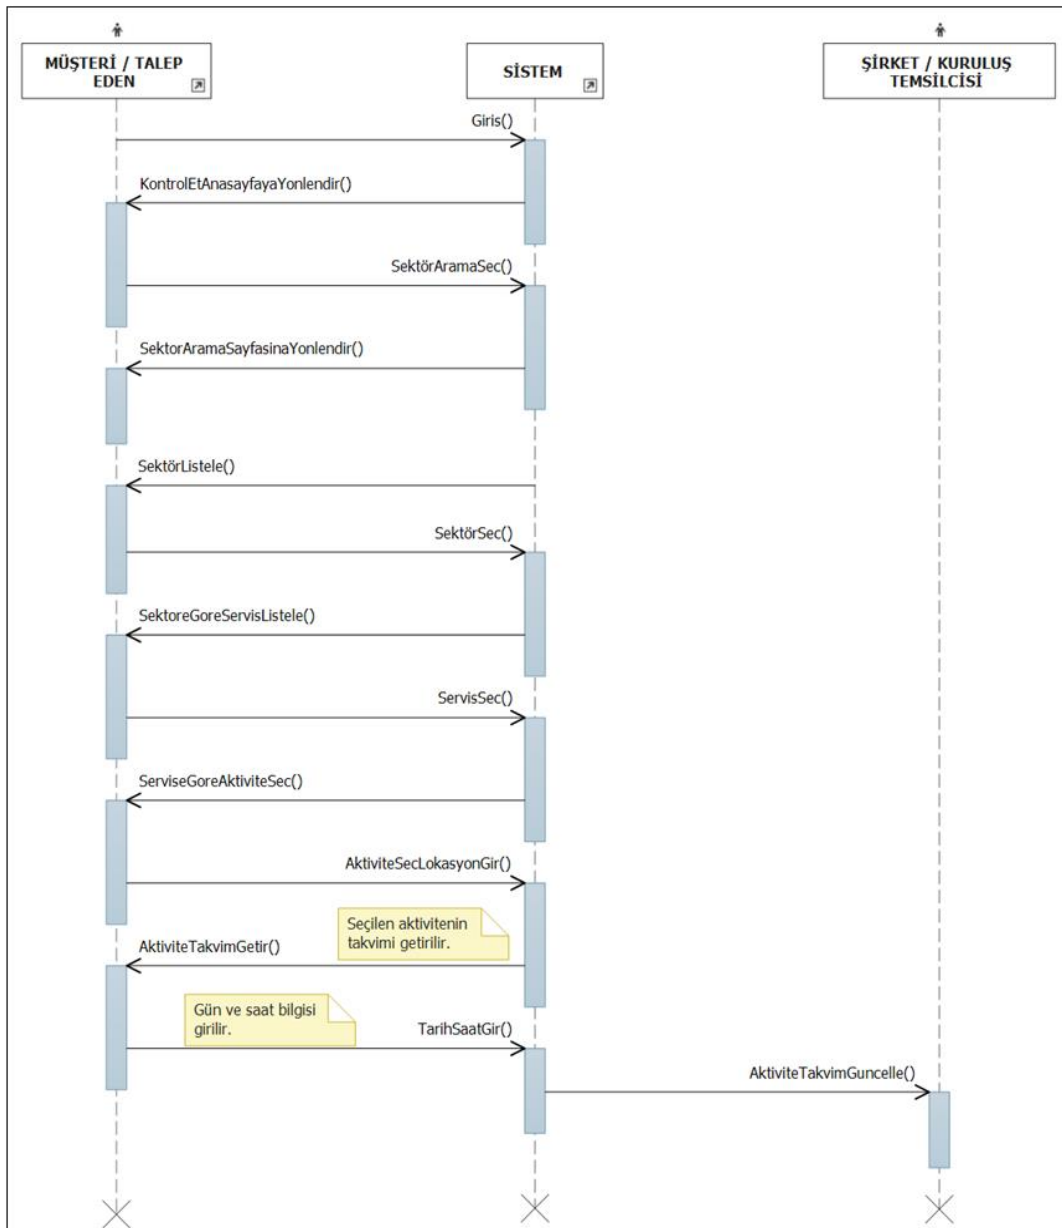 MÜŞTERİ / TALEP
EDEN
SİSTEM
ŞİRKET / KURULUŞ
TEMSİLCİSİ
Giris()
KontrolEtAnasayfayaYonlendir()
SektörAramaSec()
SektorAramaSayfasinaYonlendir()
SektörListele()
SektörSec()
SektoreGoreServisListele()
ServisSec()
ServiseGoreAktiviteSec()
AktiviteSecLokasyonGir()
Seçilen aktivitenin
takvimi getirilir.
AktiviteTakvimGetir()
Gün ve saat bilgisi
girilir.
TarihSaatGir()
AktiviteTakvimGuncelle()